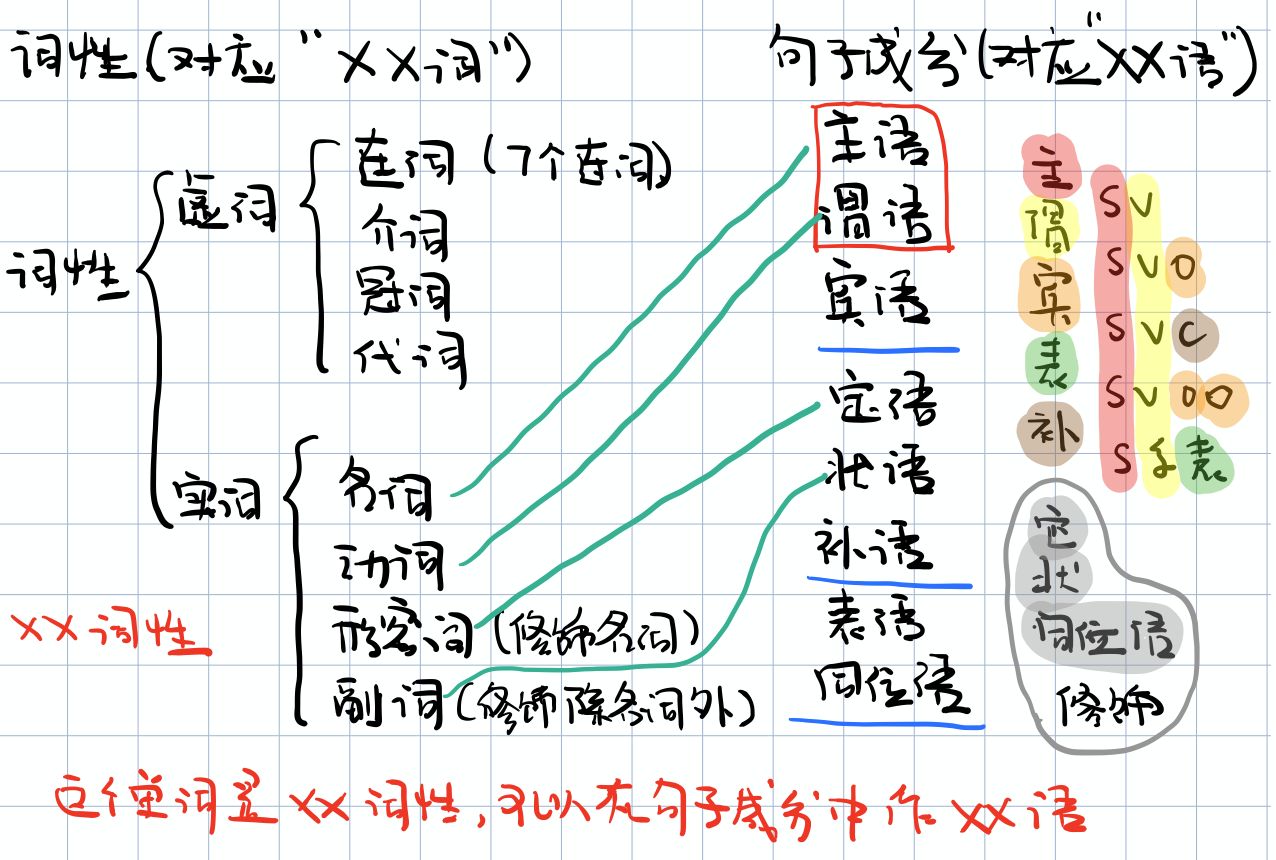 词性(对应“XX词”)
句子成分(对应“XX语”)
词性
虚词
连词(7个连词)
介词
冠词
代词
实词
名词
动词
形容词(修饰名词)
副词(修饰除名词外)
XX词性
主语
谓语
宾语
定语
状语
补语
表语
同位语
主
谓
宾
表
补
SV
SVO
SVC
SVOO
S系表
定
状
同位语
修饰
这个单词是XX词性,可以在句子成分中作XX语